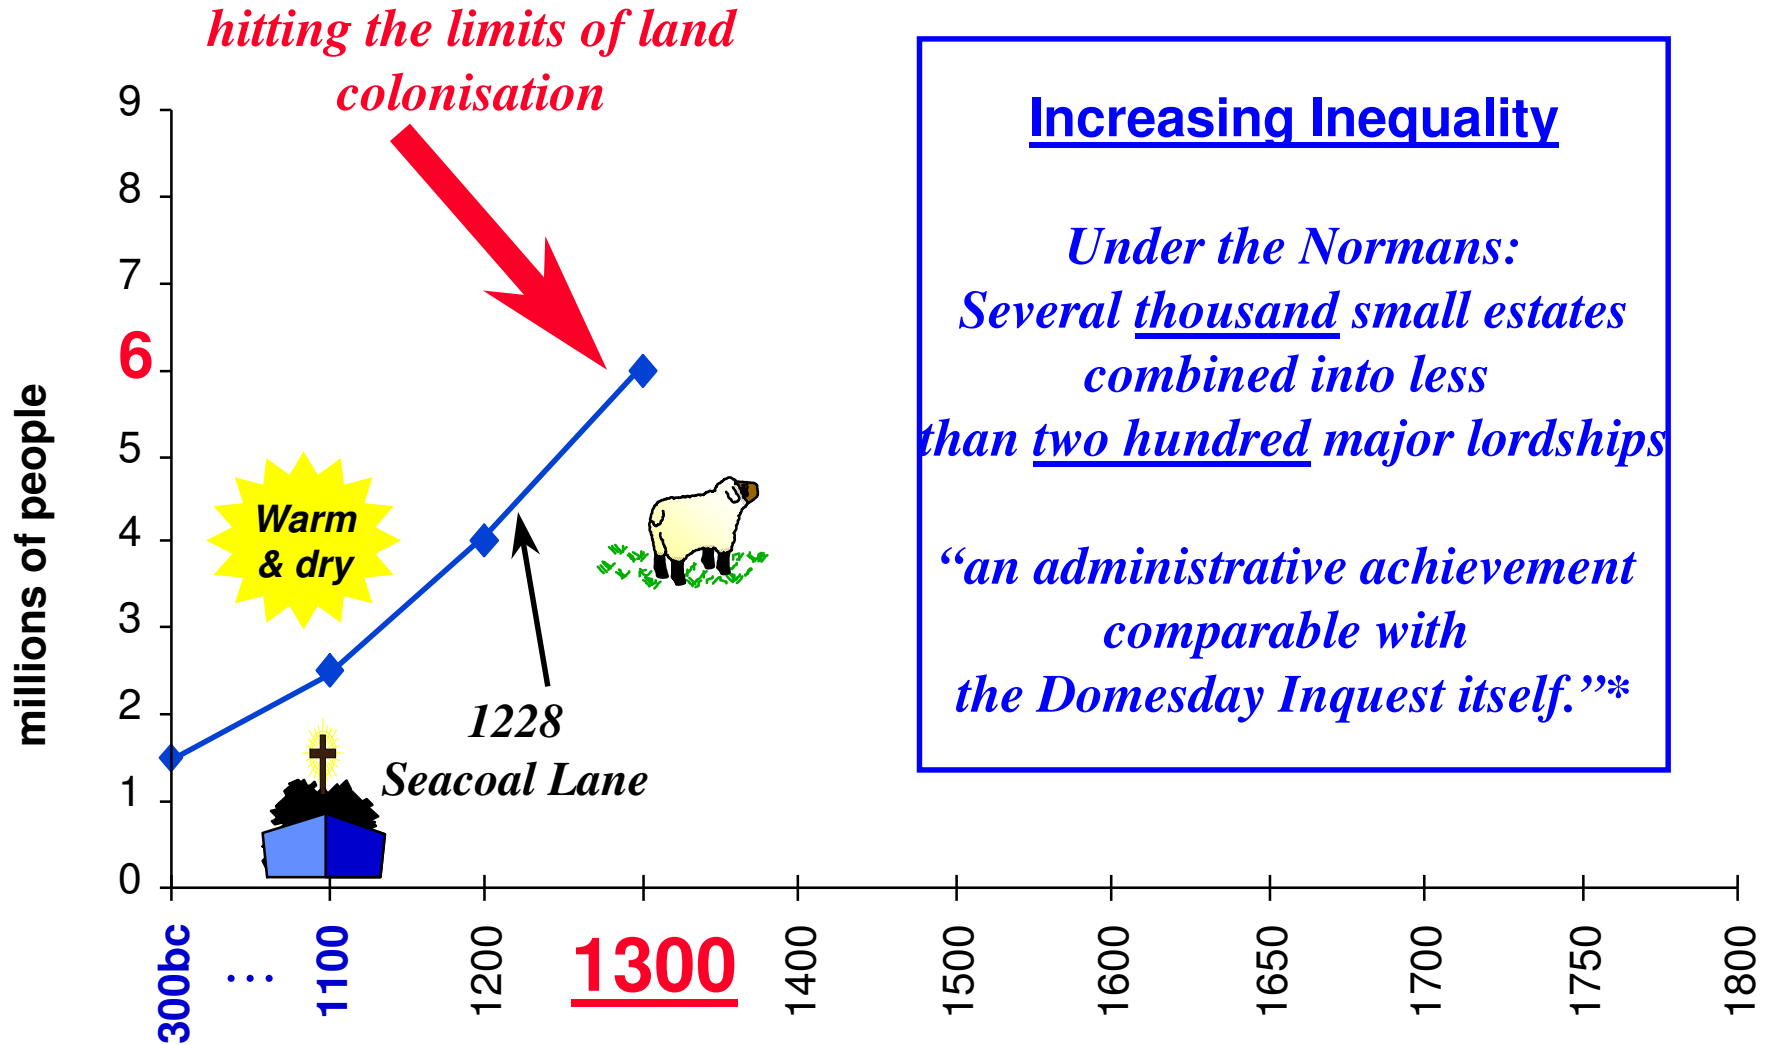 hitting the limits of land
colonisation
9
8
7
6
5
4
3
2
1
0
millions of people
Warm
& dry
1228
Seacoal Lane
300bc ... 1100 1200 1300 1400 1500 1600 1650 1700 1750 1800
Increasing Inequality
Under the Normans:
Several thousand small estates
combined into less
than two hundred major lordships
“an administrative achievement
comparable with
the Domesday Inquest itself.”*